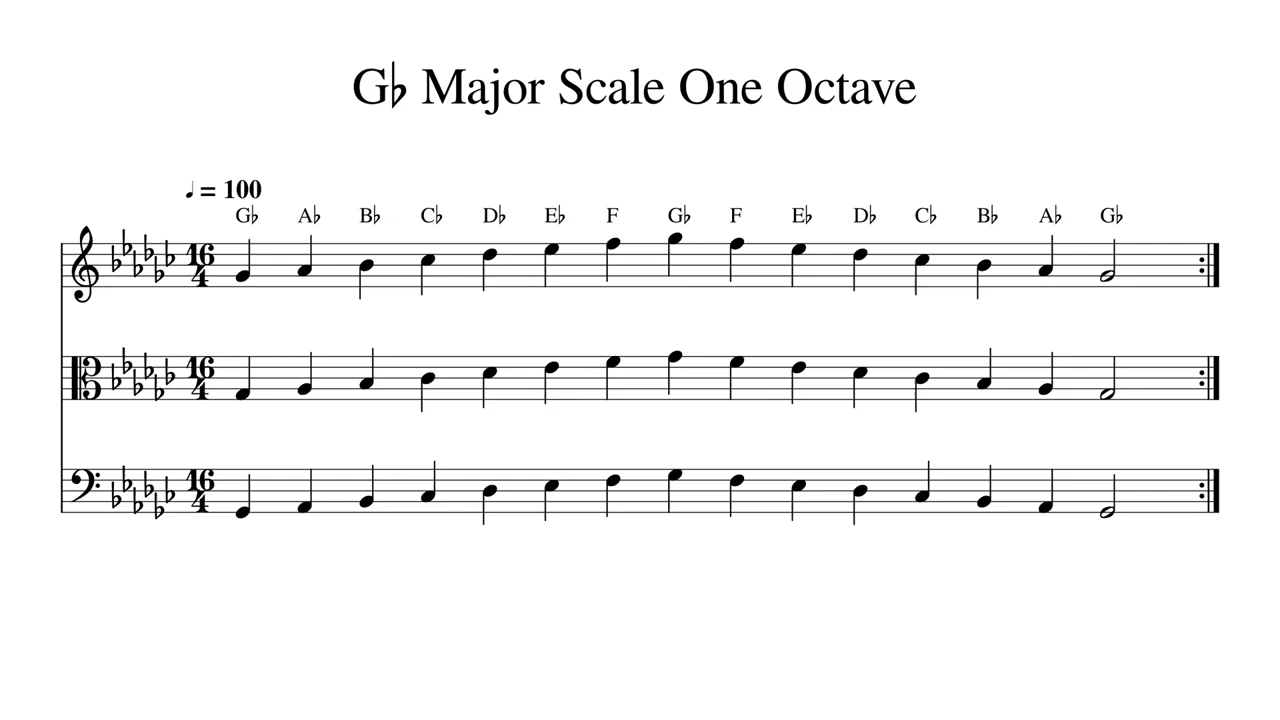 G♭ Major Scale One Octave
♩ = 100
G♭ A♭ B♭ C♭ D♭ E♭ F G♭ F E♭ D♭ C♭ B♭ A♭ G♭
16
4
16
4
16
4